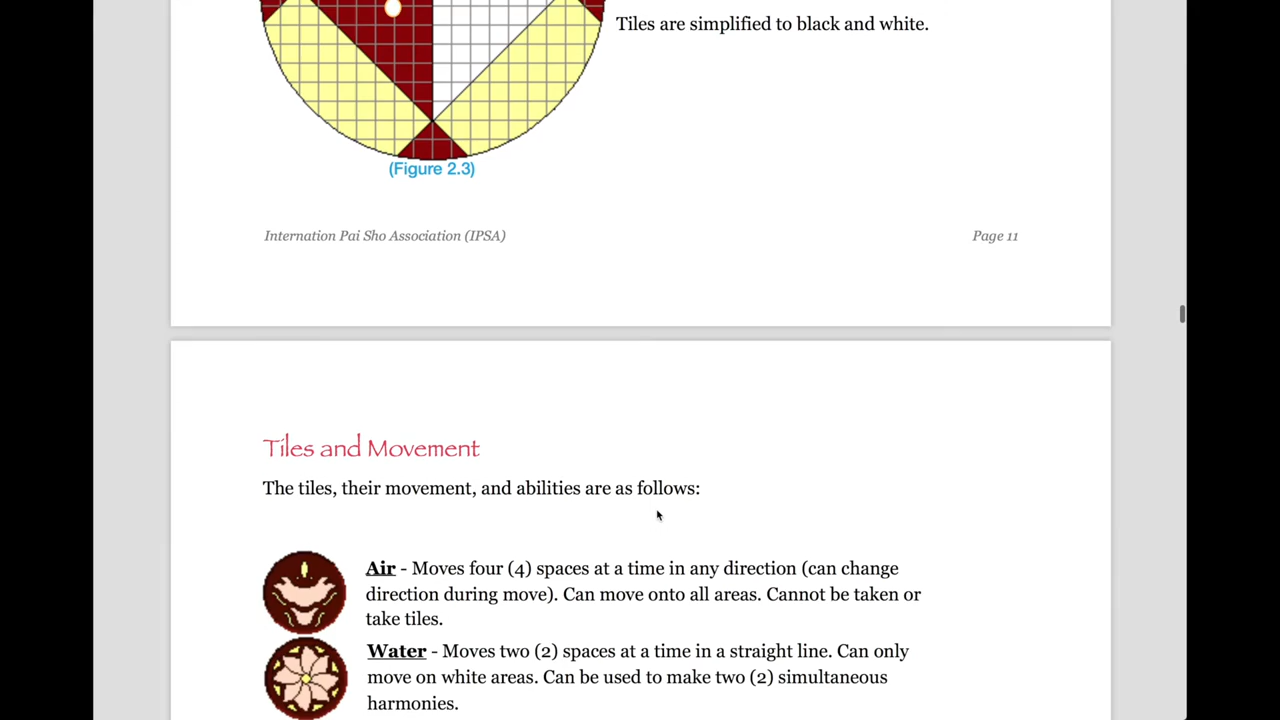 Tiles are simplified to black and white.
(Figure 2.3)
Internation Pai Sho Association (IPSA)
Page 11
Tiles and Movement
The tiles, their movement, and abilities are as follows:
Air - Moves four (4) spaces at a time in any direction (can change
direction during move). Can move onto all areas. Cannot be taken or
take tiles.
Water - Moves two (2) spaces at a time in a straight line. Can only
move on white areas. Can be used to make two (2) simultaneous
harmonies.